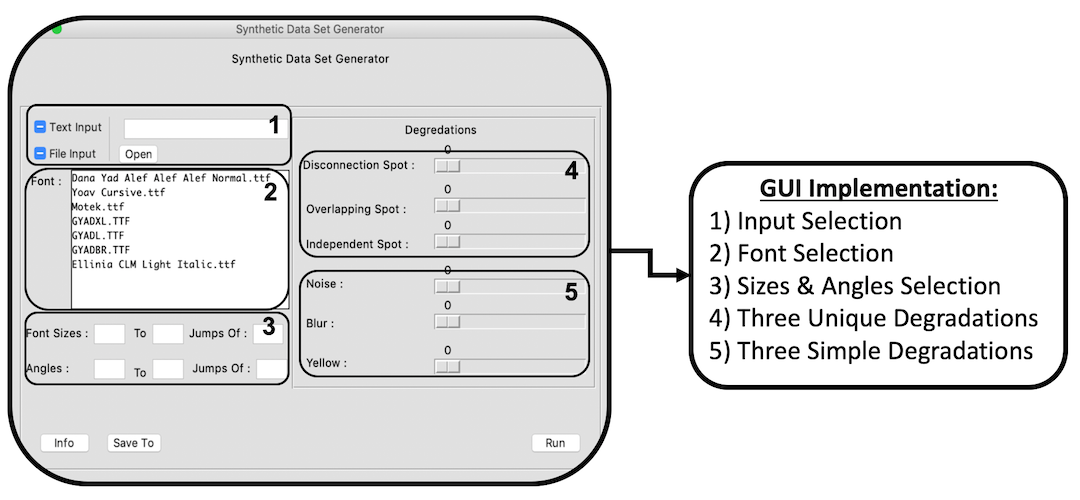 Synthetic Data Set Generator
Synthetic Data Set Generator
Text Input
1
File Input Open
Font :
2
Dana Yad Alef Alef Alef Normal.ttf
Yoav Cursive.ttf
Motek.ttf
GYADXL.TTF
GYADL.TTF
GYADBR.TTF
Ellinia CLM Light Italic.ttf
Font Sizes : To Jumps Of : 3
Angles : To Jumps Of :
Info Save To Run
Degredations
0
Disconnection Spot : 4
0
Overlapping Spot :
0
Independent Spot :
0
Noise : 5
0
Blur :
0
Yellow :
GUI Implementation:
1) Input Selection
2) Font Selection
3) Sizes & Angles Selection
4) Three Unique Degradations
5) Three Simple Degradations